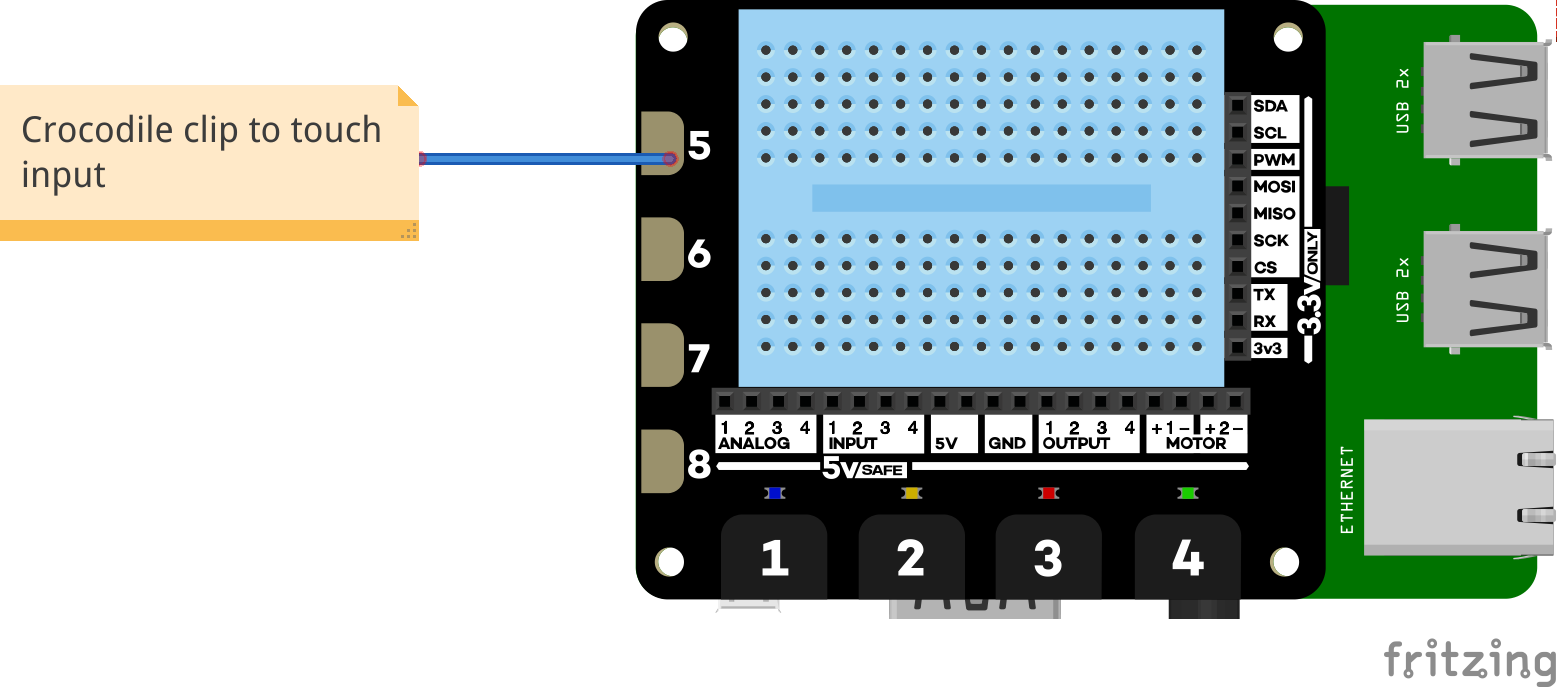 Crocodile clip to touch
input
5
6
7
8
SDA
SCL
PWM
MOSI
MISO
SCK
CS
TX
RX
3v3
3.3v/ONLY
USB 2x
USB 2x
ETHERNET
1 2 3 4
ANALOG
1 2 3 4
INPUT
5V
GND
1 2 3 4
OUTPUT
+1- +2-
MOTOR
5v/SAFE
1
2
3
4
fritzing